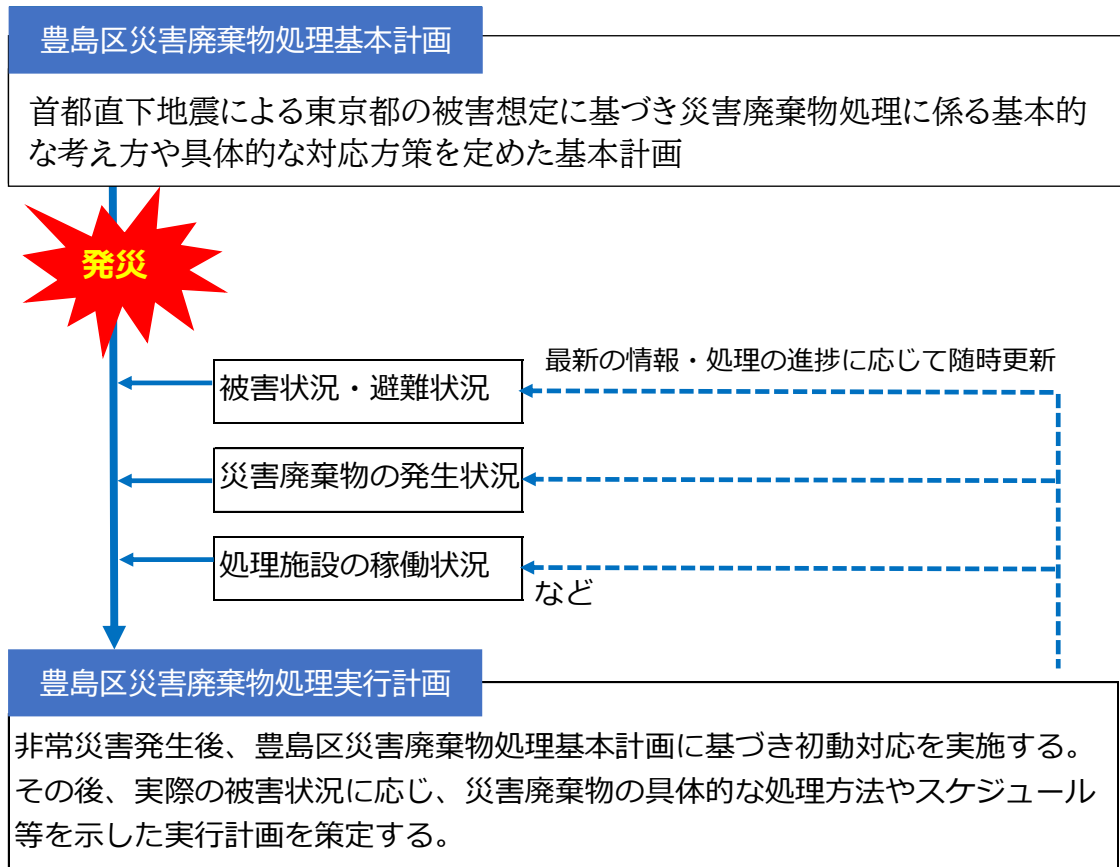 豊島区災害廃棄物処理基本計画
首都直下地震による東京都の被害想定に基づき災害廃棄物処理に係る基本的
な考え方や具体的な対応方策を定めた基本計画
発災
最新の情報・処理の進捗に応じて随時更新
被害状況・避難状況
災害廃棄物の発生状況
処理施設の稼働状況
など
豊島区災害廃棄物処理実行計画
非常災害発生後、豊島区災害廃棄物処理基本計画に基づき初動対応を実施する。
その後、実際の被害状況に応じ、災害廃棄物の具体的な処理方法やスケジュール
等を示した実行計画を策定する。